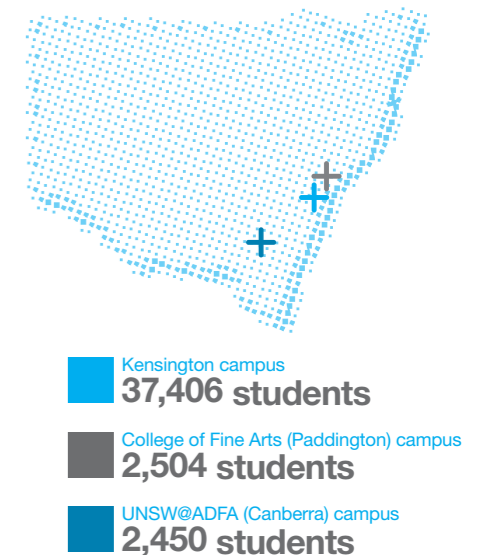 Kensington campus
37,406 students
College of Fine Arts (Paddington) campus
2,504 students
UNSW@ADFA (Canberra) campus
2,450 students